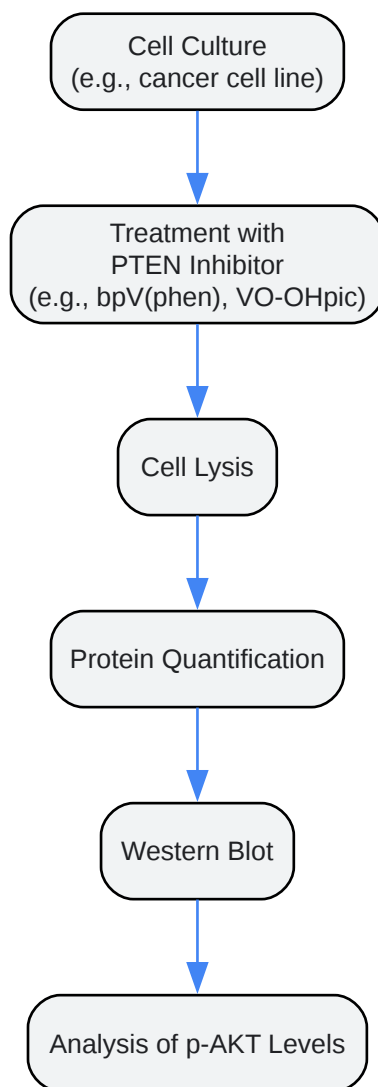 Cell Culture
(e.g., cancer cell line)
Treatment with
PTEN Inhibitor
(e.g., bpV(phen), VO-OHpic)
Cell Lysis
Protein Quantification
Western Blot
Analysis of p-AKT Levels